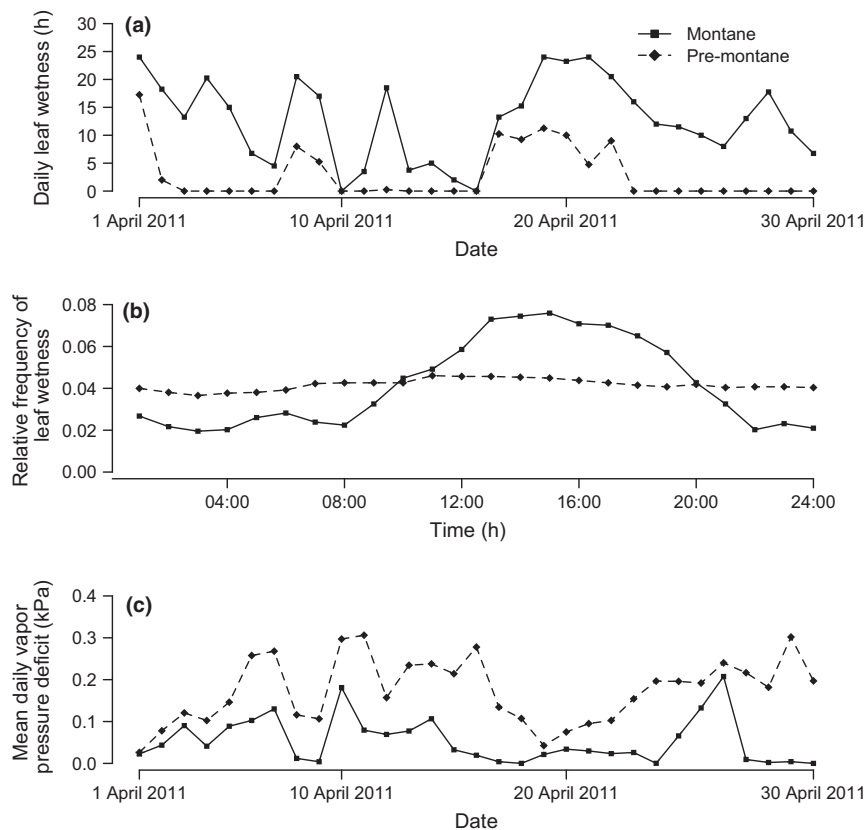 (a)
Daily leaf wetness (h)
30
25
20
15
10
5
0
Montane
Pre-montane
1 April 2011
10 April 2011
20 April 2011
30 April 2011
Date
(b)
Relative frequency of
leaf wetness
0.08
0.06
0.04
0.02
0.00
04:00
08:00
12:00
16:00
20:00
24:00
Time (h)
(c)
Mean daily vapor
pressure deficit (kPa)
0.4
0.3
0.2
0.1
0.0
1 April 2011
10 April 2011
20 April 2011
30 April 2011
Date